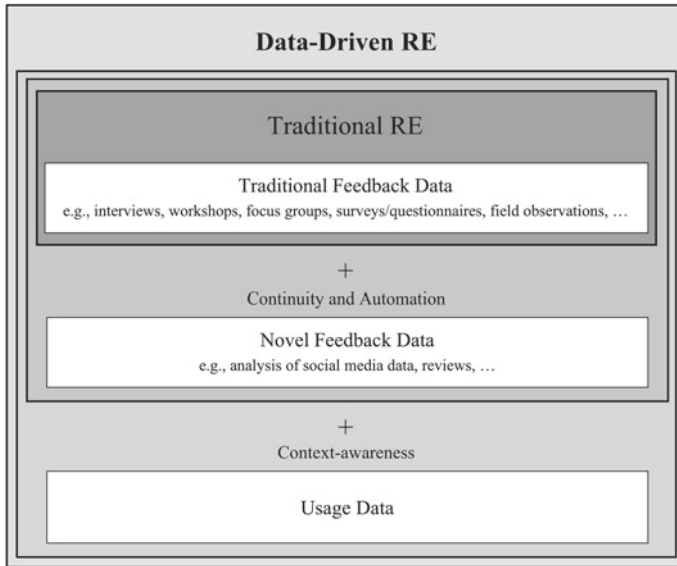 Data-Driven RE
Traditional RE
Traditional Feedback Data
e.g., interviews, workshops, focus groups, surveys/questionnaires, field observations, …
+
Continuity and Automation
Novel Feedback Data
e.g., analysis of social media data, reviews, …
+
Context-awareness
Usage Data